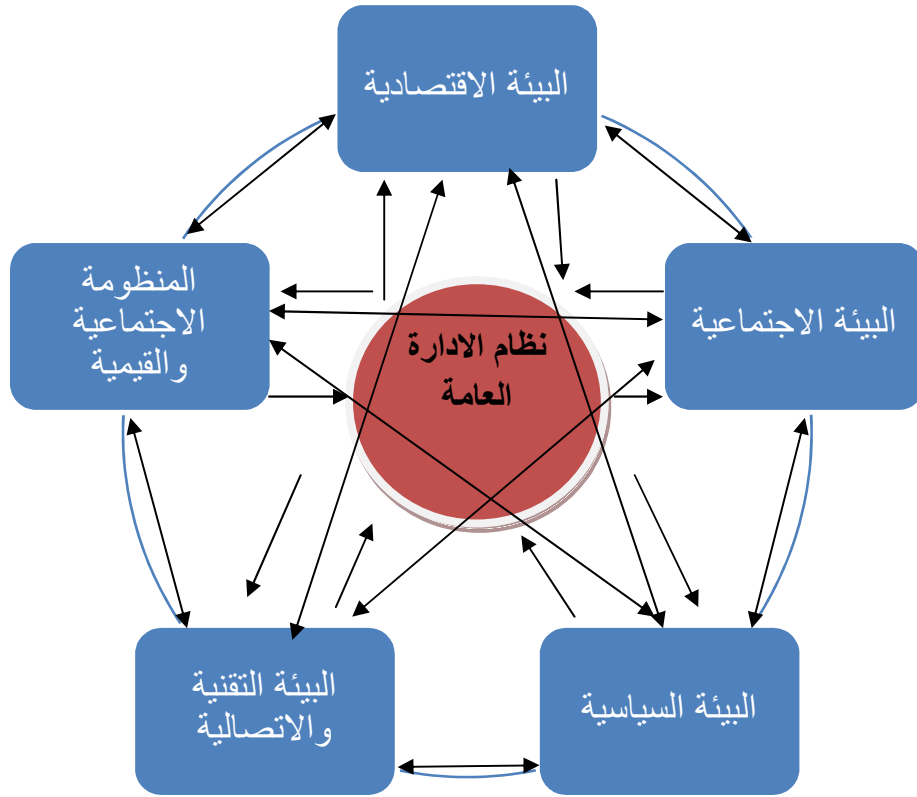 البيئة الاقتصادية
المنظومة
الاجتماعية
والقيمية
البيئة الاجتماعية
نظام الادارة
العامة
البيئة التقنية
والاتصالية
البيئة السياسية